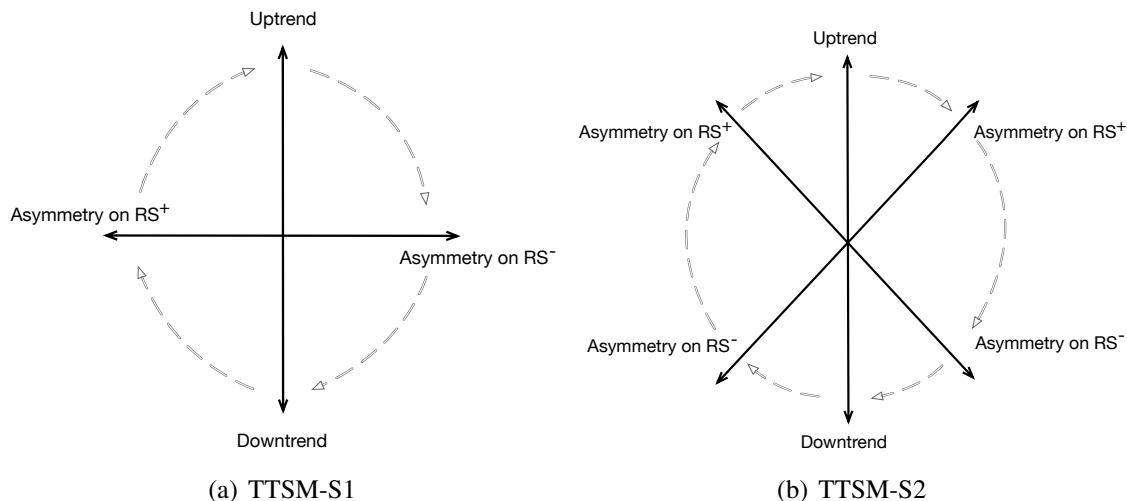 Uptrend
Asymmetry on RS⁺
Asymmetry on RS⁻
Downtrend
(a) TTSM-S1
Uptrend
Asymmetry on RS⁺
Asymmetry on RS⁺
Asymmetry on RS⁻
Asymmetry on RS⁻
Downtrend
(b) TTSM-S2